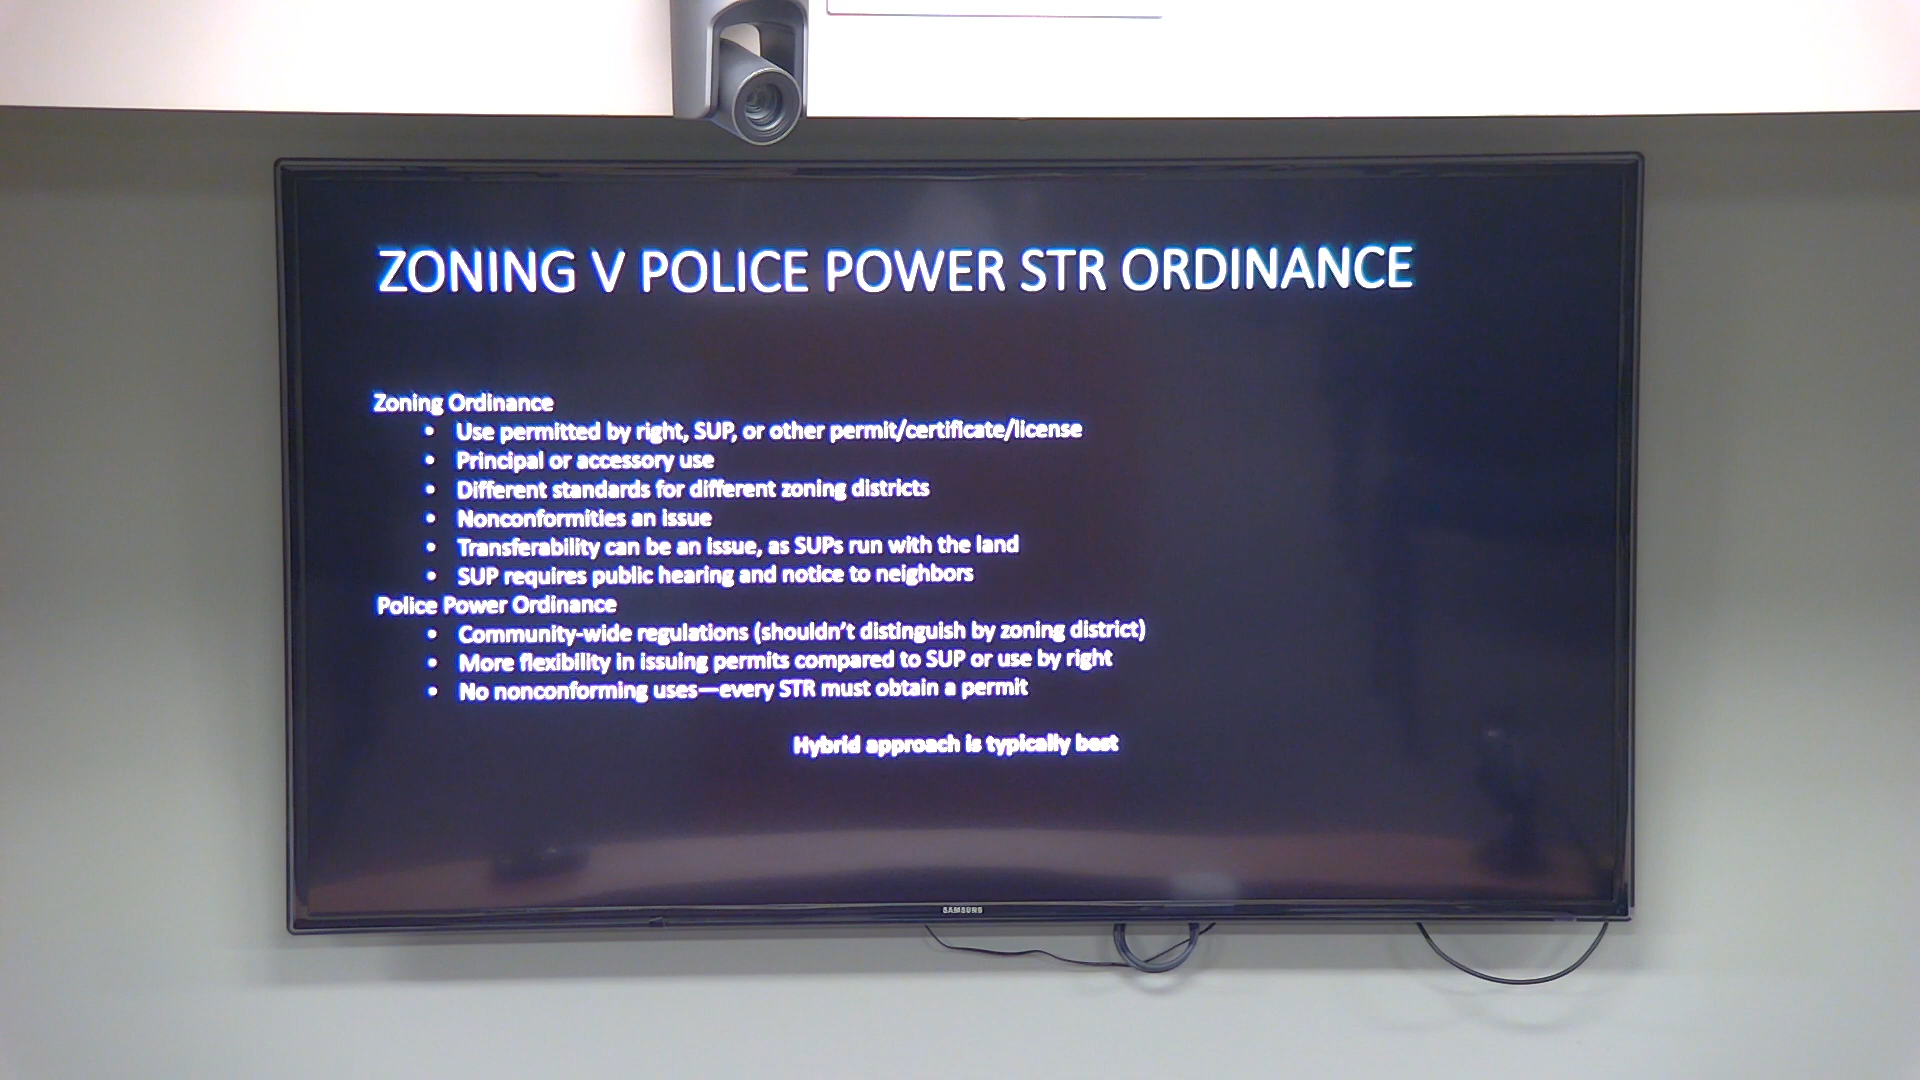 ZONING V POLICE POWER STR ORDINANCE
Zoning Ordinance
• Use permitted by right, SUP, or other permit/certificate/license
• Principal or accessory use
• Different standards for different zoning districts
• Nonconformities an issue
• Transferability can be an issue, as SUPs run with the land
• SUP requires public hearing and notice to neighbors
Police Power Ordinance
• Community-wide regulations (shouldn't distinguish by zoning district)
• More flexibility in issuing permits compared to SUP or use by right
• No nonconforming uses—every STR must obtain a permit
Hybrid approach is typically best
SAMSUNG